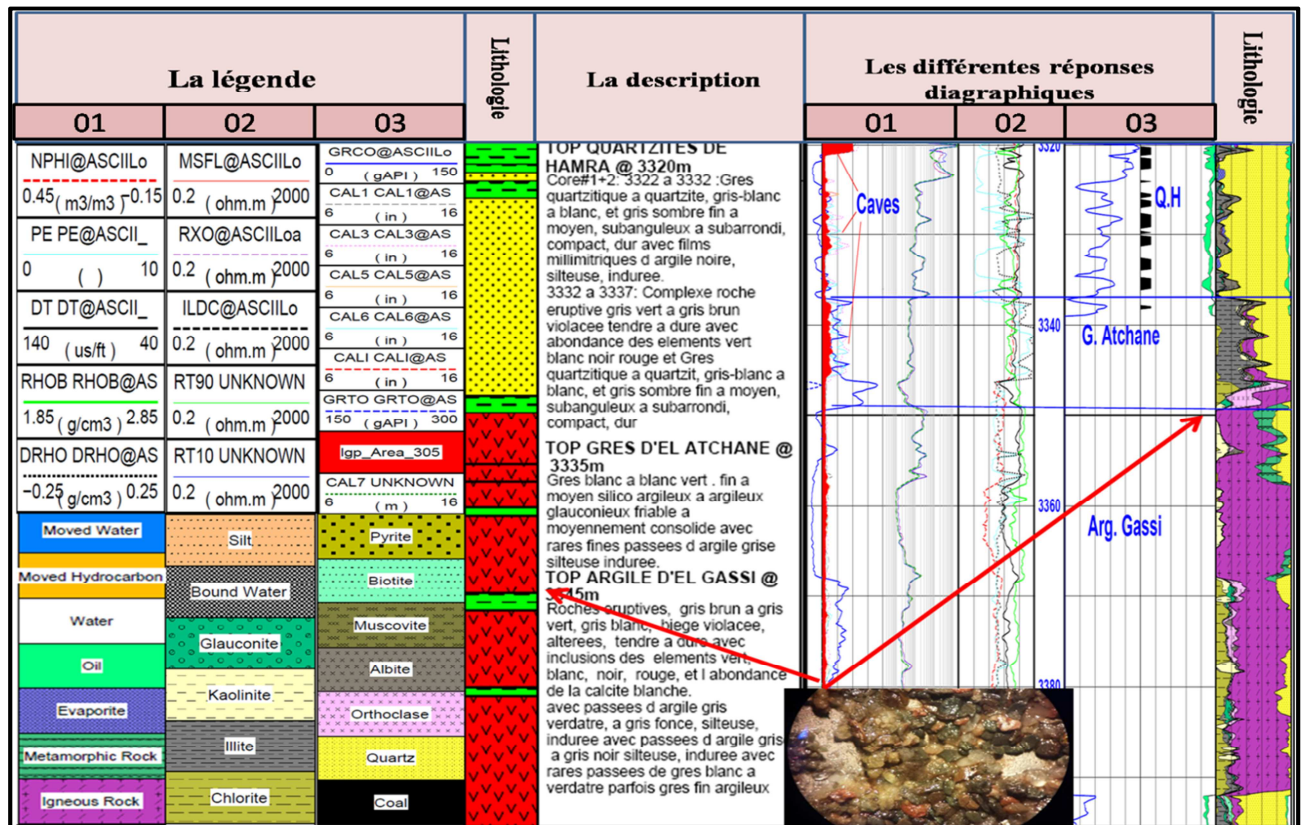 La légende
Lithologie
La description
Les différentes réponses
diagraphiques
Lithologie
01
02
03
01
02
03
NPHI@ASCIILo
0.45 ( m3/m3 ) -0.15
PE PE@ASCII_
0 ( ) 10
DT DT@ASCII_
140 ( us/ft ) 40
RHOB RHOB@AS
1.85 ( g/cm3 ) 2.85
DRHO DRHO@AS
-0.25 g/cm3 ) 0.25
MSFL@ASCIILo
0.2 ( ohm.m ) 2000
RXO@ASCIILoa
0.2 ( ohm.m ) 2000
ILDC@ASCIILo
0.2 ( ohm.m ) 2000
RT90 UNKNOWN
0.2 ( ohm.m ) 2000
RT10 UNKNOWN
0.2 ( ohm.m ) 2000
GRCO@ASCIILo
0 ( gAPI ) 150
CAL1 CAL1@AS
6 ( in ) 16
CAL3 CAL3@AS
6 ( in ) 16
CAL5 CAL5@AS
6 ( in ) 16
CAL6 CAL6@AS
6 ( in ) 16
CALI CALI@AS
6 ( in ) 16
GRTO GRTO@AS
150 ( gAPI ) 300
lgp_Area_305
CAL7 UNKNOWN
6 ( m ) 16
Moved Water
Moved Hydrocarbon
Water
Oil
Evaporite
Metamorphic Rock
Igneous Rock
Silt
Bound Water
Glauconite
Kaolinite
Illite
Chlorite
Pyrite
Biotite
Muscovite
Albite
Orthoclase
Quartz
Coal
TOP QUARTZITES DE
HAMRA @ 3320m
Core#1+2: 3322 a 3332 :Gres
quartzitique a quartzite, gris-blanc
a blanc, et gris sombre fin a
moyen, subanguleux a subarrondi,
compact, dur avec films
millimitriques d argile noire,
silteuse, induree.
3332 a 3337: Complexe roche
eruptive gris vert a gris brun
violacee tendre a dure avec
abondance des elements vert
blanc noir rouge et Gres
quartzitique a quartzit, gris-blanc a
blanc, et gris sombre fin a moyen,
subanguleux a subarrondi,
compact, dur
TOP GRES D'EL ATCHANE @
3335m
Gres blanc a blanc vert . fin a
moyen silico argileux a argileux
glauconieux friable a
moyennement consolide avec
rares fines passees d argile grise
silteuse induree.
TOP ARGILE D'EL GASSI @
Roches eruptives, gris brun a gris
vert, gris blanc, biege violacee,
alterees, tendre a dure avec
inclusions des elements vert,
blanc, noir, rouge, et l abondance
de la calcite blanche.
avec passees d argile gris
verdatre, a gris fonce, silteuse,
induree avec passees d argile gris
a gris noir silteuse, induree avec
rares passees de gres blanc a
verdatre parfois gres fin argileux
Caves
3320
Q.H
3340
G. Atchane
3360
Arg. Gassi
3380